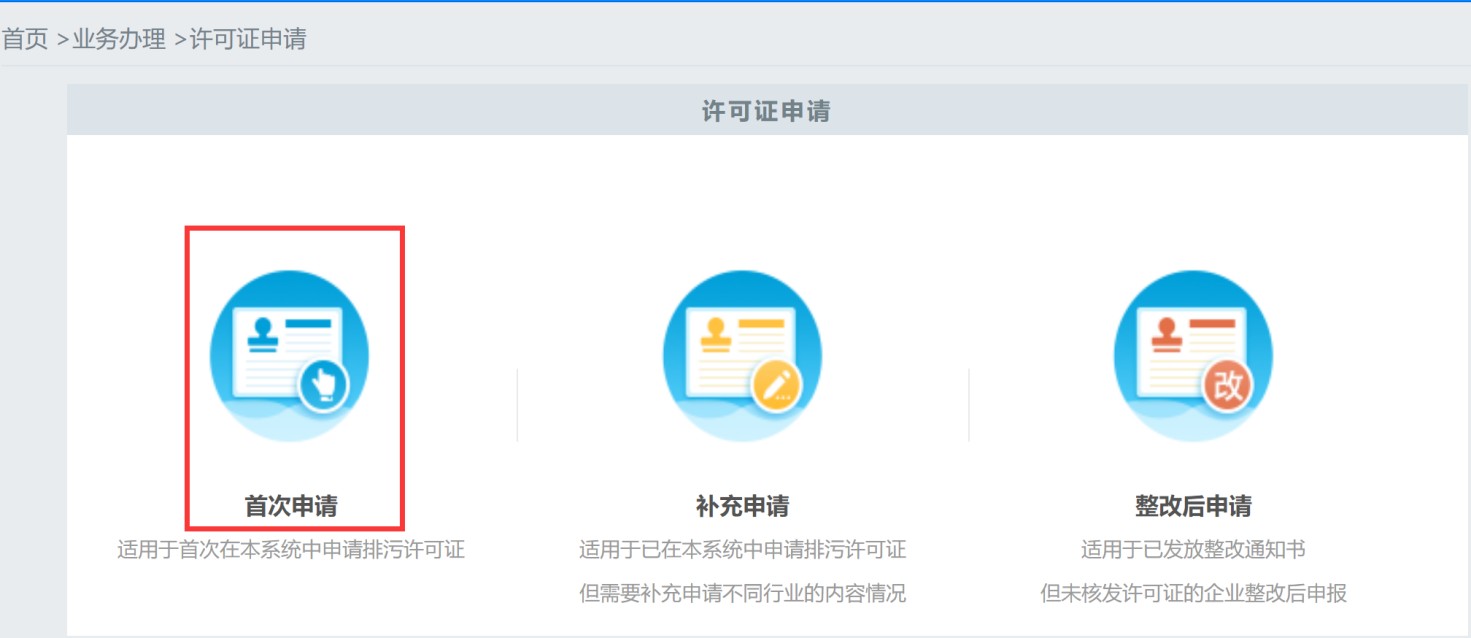 首页 >业务办理 >许可证申请
许可证申请
改
首次申请
适用于首次在本系统中申请排污许可证
补充申请
适用于已在本系统中申请排污许可证
但需要补充申请不同行业的内容情况
整改后申请
适用于已发放整改通知书
但未核发许可证的企业整改后申报